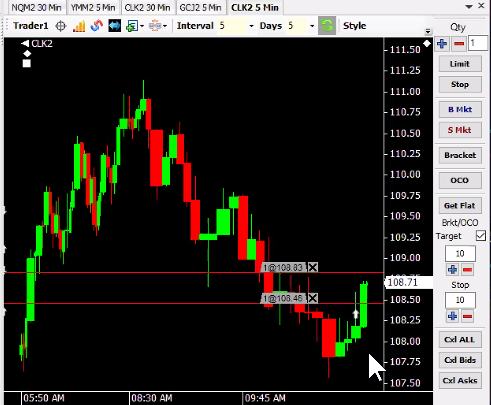 NQM2 30 Min YMM2 5 Min CLK2 30 Min GCJ2 5 Min CLK2 5 Min
Trader1 Interval 5 Days 5 Style
CLK2
111.50
111.25
111.00
110.75
110.50
110.25
110.00
109.75
109.50
109.25
109.00
108.71
108.50
108.25
108.00
107.75
107.50
1@108.83
1@108.46
05:50 AM 08:30 AM 09:45 AM
Qty
1
Limit
Stop
B Mkt
S Mkt
Bracket
OCO
Get Flat
Brkt/OCO
Target
10
Stop
10
Cxl ALL
Cxl Bids
Cxl Asks